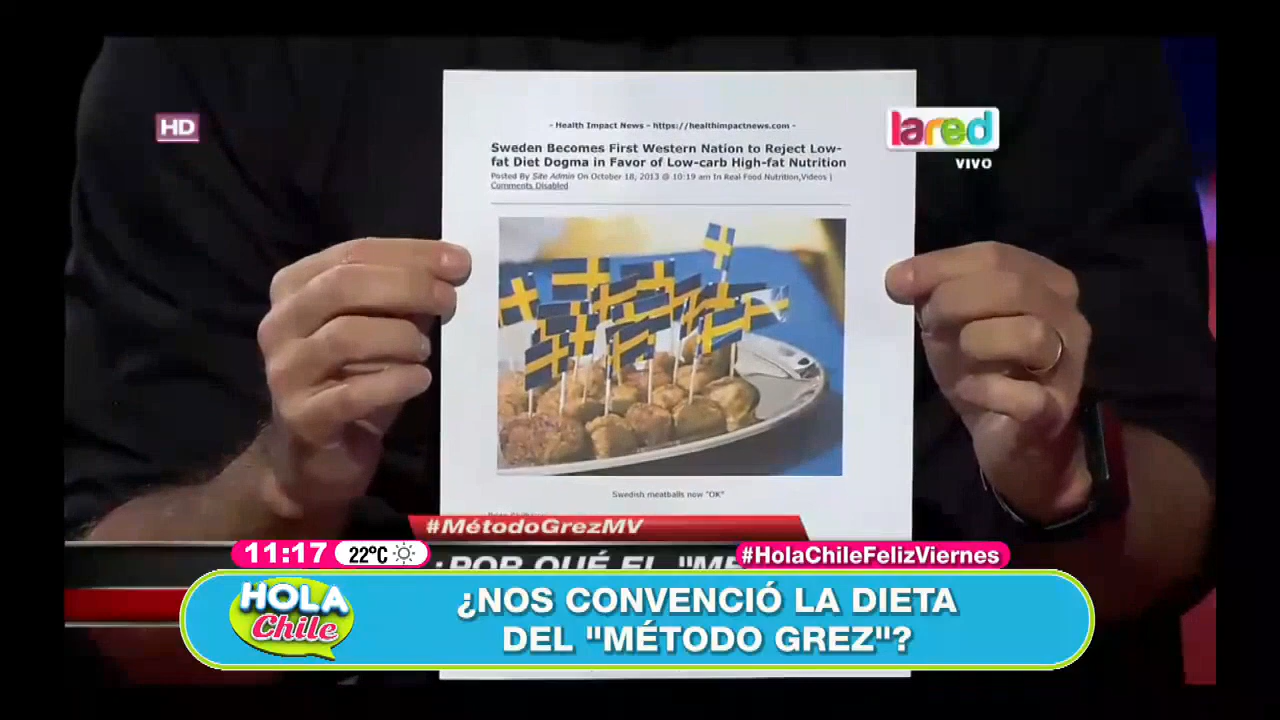 HD
lared
VIVO
- Health Impact News - https://healthimpactnews.com -
Sweden Becomes First Western Nation to Reject Low-
fat Diet Dogma in Favor of Low-carb High-fat Nutrition
Posted By Site Admin On October 18, 2013 @ 10:19 am In Real Food Nutrition,Videos |
Comments Disabled
Swedish meatballs now "OK"
#MétodoGrezMV
11:17 22°C
#HolaChileFelizViernes
¿POR QUÉ EL
HOLA
Chile
¿NOS CONVENCIÓ LA DIETA
DEL "MÉTODO GREZ"?